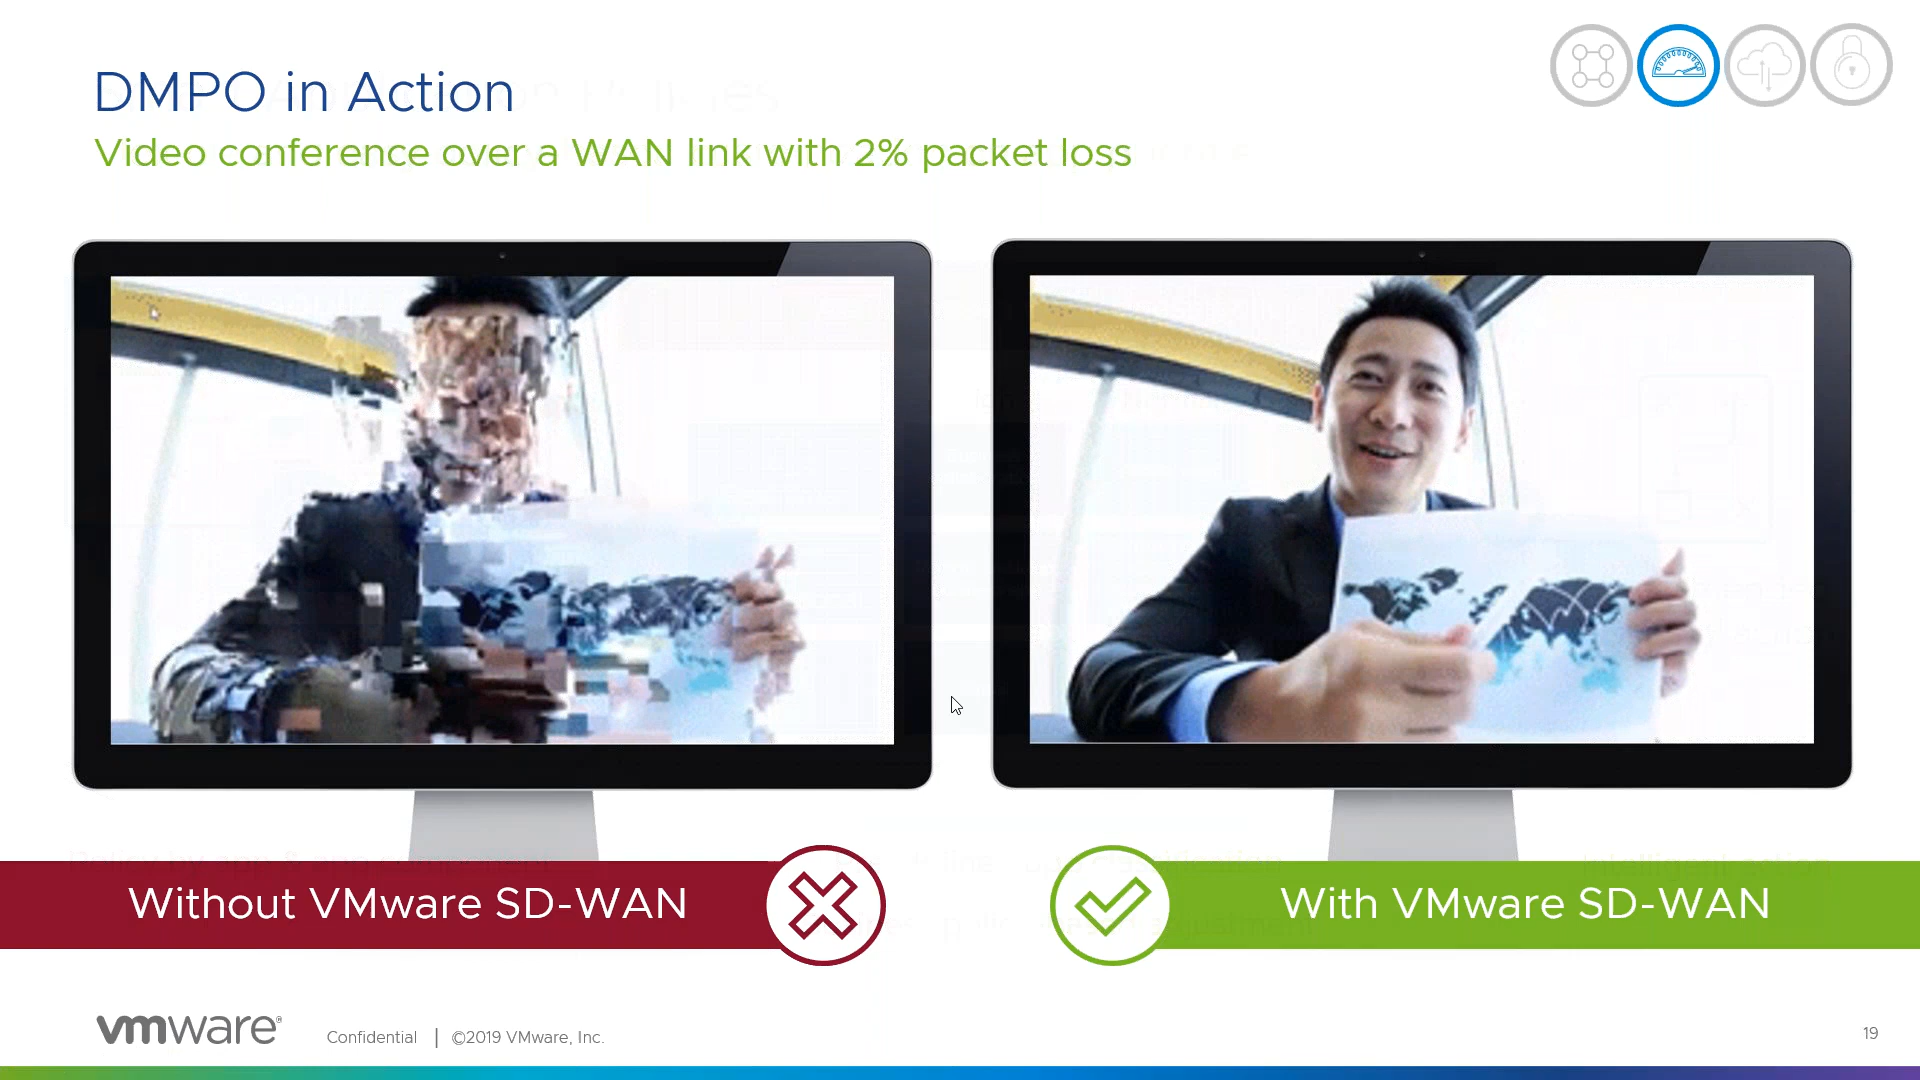 DMPO in Action
Video conference over a WAN link with 2% packet loss
Without VMware SD-WAN
With VMware SD-WAN
vmware®
Confidential | ©2019 VMware, Inc.
19